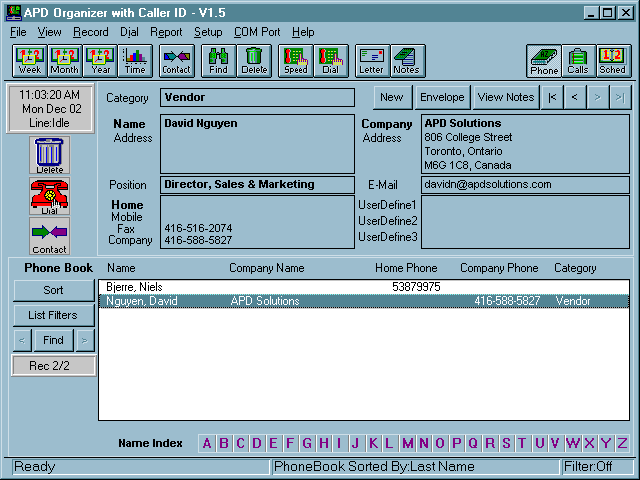 APD Organizer with Caller ID - V1.5
File View Record Dial Report Setup COM Port Help
Week Month Year Time Contact Find Delete Speed Dial Letter Notes Phone Calls Sched
11:03:20 AM
Mon Dec 02
Line:Idle
Delete
Dial
Contact
Category Vendor
New Envelope View Notes |< < > >|
Name David Nguyen
Address
Company APD Solutions
Address 806 College Street
Toronto, Ontario
M6G 1C8, Canada
Position Director, Sales & Marketing
E-Mail davidn@apdsolutions.com
Home
Mobile
Fax 416-516-2074
Company 416-588-5827
UserDefine1
UserDefine2
UserDefine3
Phone Book
Sort
List Filters
< Find >
Rec 2/2
Name Company Name Home Phone Company Phone Category
Bjerre, Niels 53879975
Nguyen, David APD Solutions 416-588-5827 Vendor
Name Index A B C D E F G H I J K L M N O P Q R S T U V W X Y Z
Ready PhoneBook Sorted By:Last Name Filter:Off